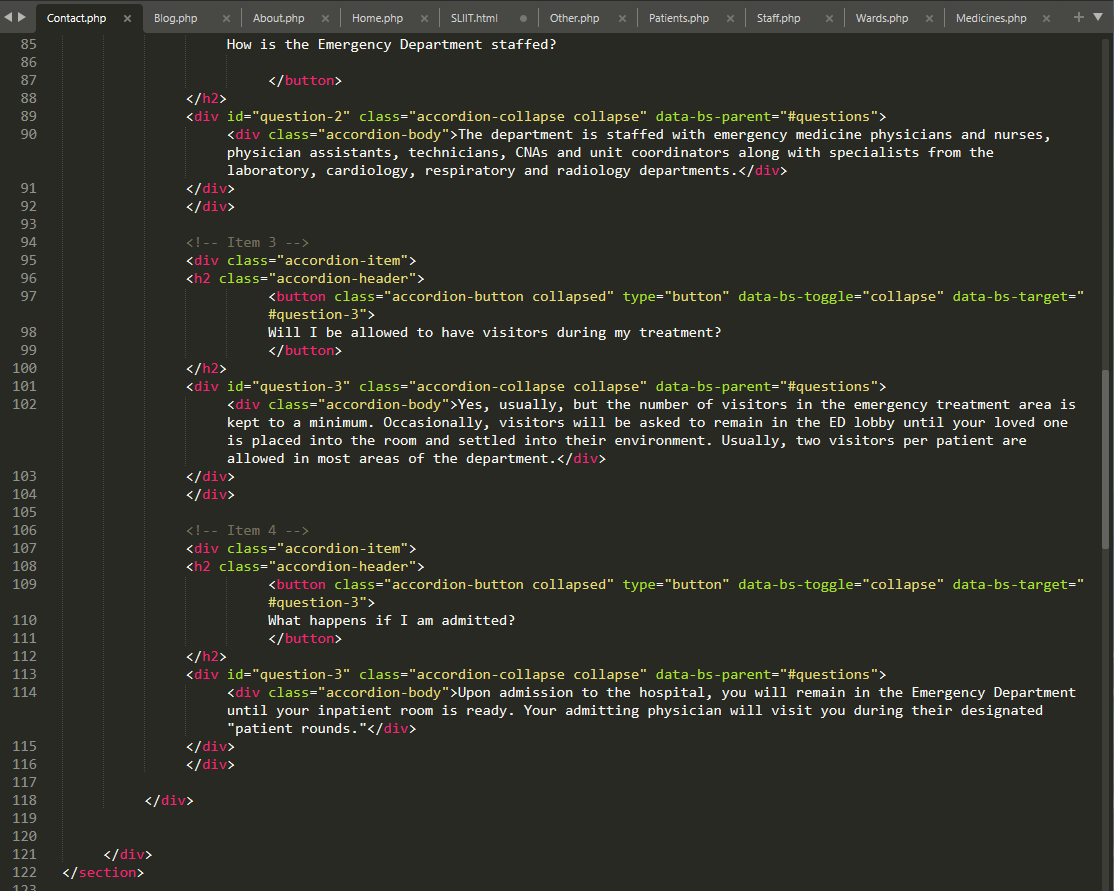 Contact.php × Blog.php × About.php × Home.php × SLIIT.html Other.php × Patients.php × Staff.php × Wards.php × Medicines.php × +
85 How is the Emergency Department staffed?
86
87 </button>
88 </h2>
89 <div id="question-2" class="accordion-collapse collapse" data-bs-parent="#questions">
90 <div class="accordion-body">The department is staffed with emergency medicine physicians and nurses,
physician assistants, technicians, CNAs and unit coordinators along with specialists from the
laboratory, cardiology, respiratory and radiology departments.</div>
91 </div>
92 </div>
93
94 <!-- Item 3 -->
95 <div class="accordion-item">
96 <h2 class="accordion-header">
97 <button class="accordion-button collapsed" type="button" data-bs-toggle="collapse" data-bs-target="
#question-3">
98 Will I be allowed to have visitors during my treatment?
99 </button>
100 </h2>
101 <div id="question-3" class="accordion-collapse collapse" data-bs-parent="#questions">
102 <div class="accordion-body">Yes, usually, but the number of visitors in the emergency treatment area is
kept to a minimum. Occasionally, visitors will be asked to remain in the ED lobby until your loved one
is placed into the room and settled into their environment. Usually, two visitors per patient are
allowed in most areas of the department.</div>
103 </div>
104 </div>
105
106 <!-- Item 4 -->
107 <div class="accordion-item">
108 <h2 class="accordion-header">
109 <button class="accordion-button collapsed" type="button" data-bs-toggle="collapse" data-bs-target="
#question-3">
110 What happens if I am admitted?
111 </button>
112 </h2>
113 <div id="question-3" class="accordion-collapse collapse" data-bs-parent="#questions">
114 <div class="accordion-body">Upon admission to the hospital, you will remain in the Emergency Department
until your inpatient room is ready. Your admitting physician will visit you during their designated
"patient rounds."</div>
115 </div>
116 </div>
117
118 </div>
119
120
121 </div>
122 </section>
123